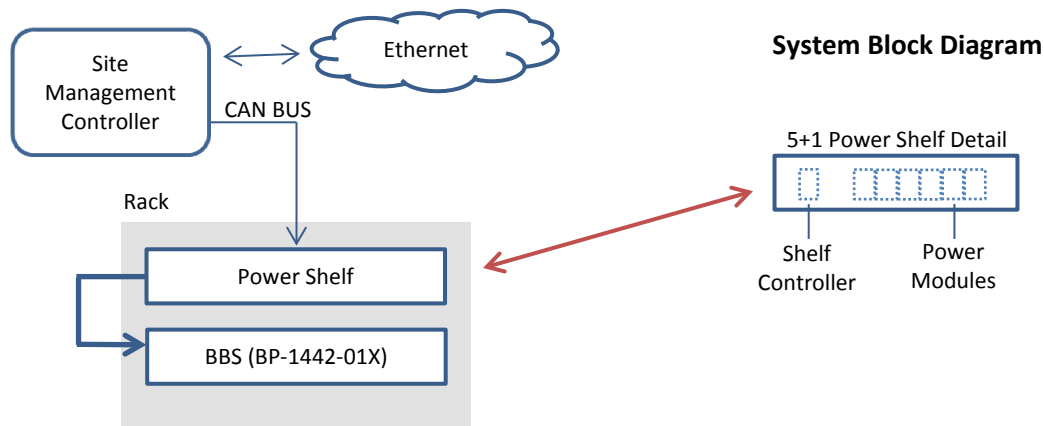 System Block Diagram
Ethernet
Site
Management
Controller
CAN BUS
5+1 Power Shelf Detail
Rack
Shelf
Controller
Power
Modules
Power Shelf
BBS (BP-1442-01X)